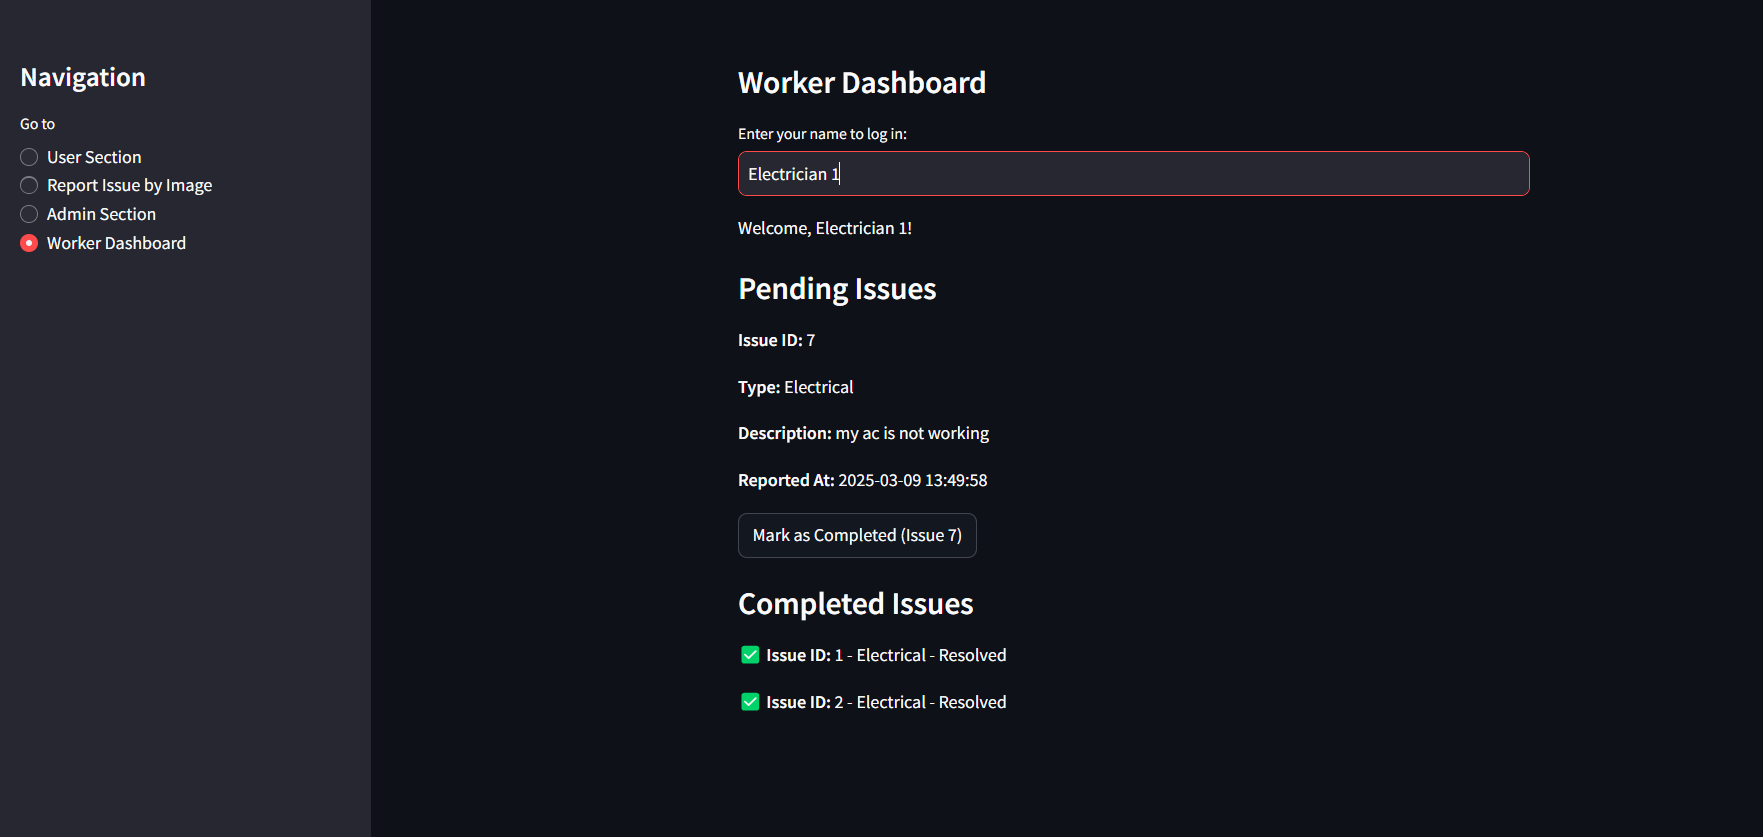 Navigation
Go to
User Section
Report Issue by Image
Admin Section
Worker Dashboard
Worker Dashboard
Enter your name to log in:
Electrician 1
Welcome, Electrician 1!
Pending Issues
Issue ID: 7
Type: Electrical
Description: my ac is not working
Reported At: 2025-03-09 13:49:58
Mark as Completed (Issue 7)
Completed Issues
Issue ID: 1 - Electrical - Resolved
Issue ID: 2 - Electrical - Resolved